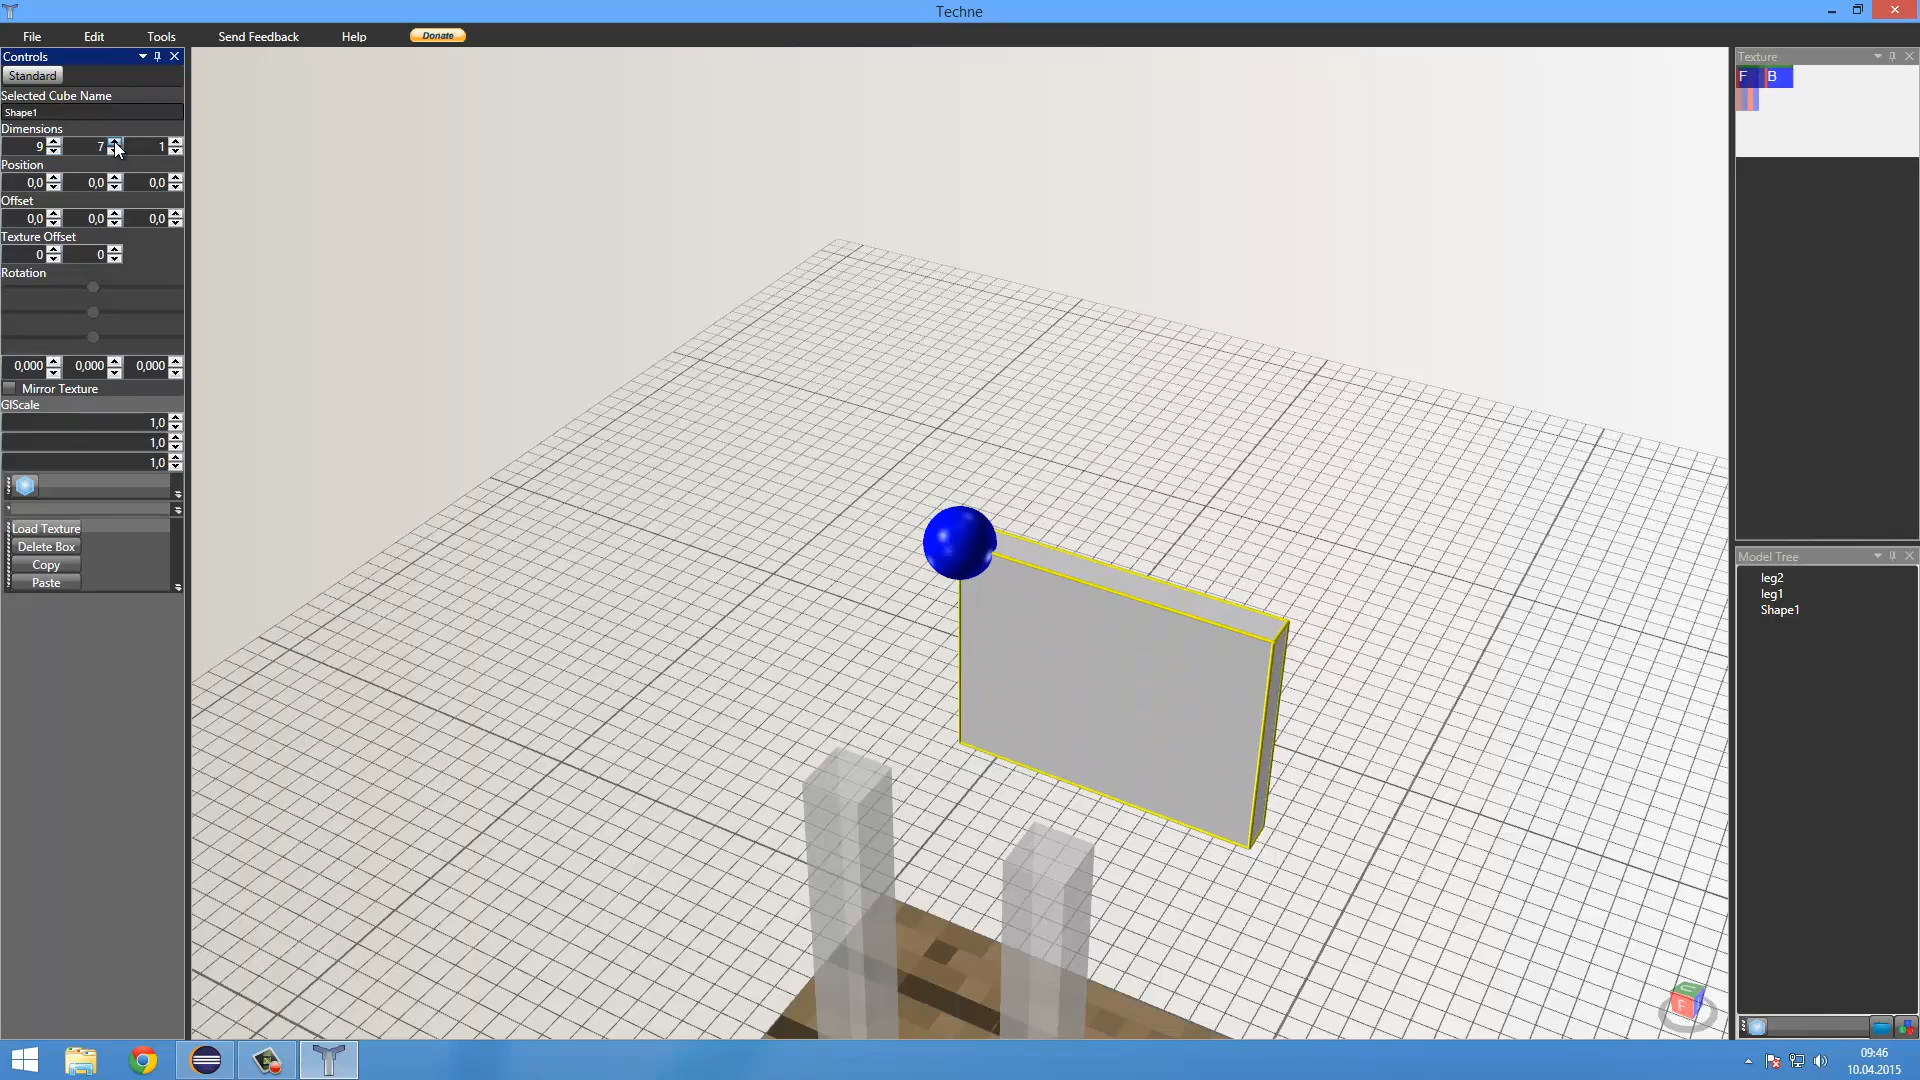 Techne
File Edit Tools Send Feedback Help Donate
Controls
Standard
Selected Cube Name
Shape1
Dimensions
9 7 1
Position
0,0 0,0 0,0
Offset
0,0 0,0 0,0
Texture Offset
0 0
Rotation
0,000 0,000 0,000
Mirror Texture
GlScale
1,0
1,0
1,0
Load Texture
Delete Box
Copy
Paste
Texture
F B
Model Tree
leg2
leg1
Shape1
U
F
09:46
10.04.2015